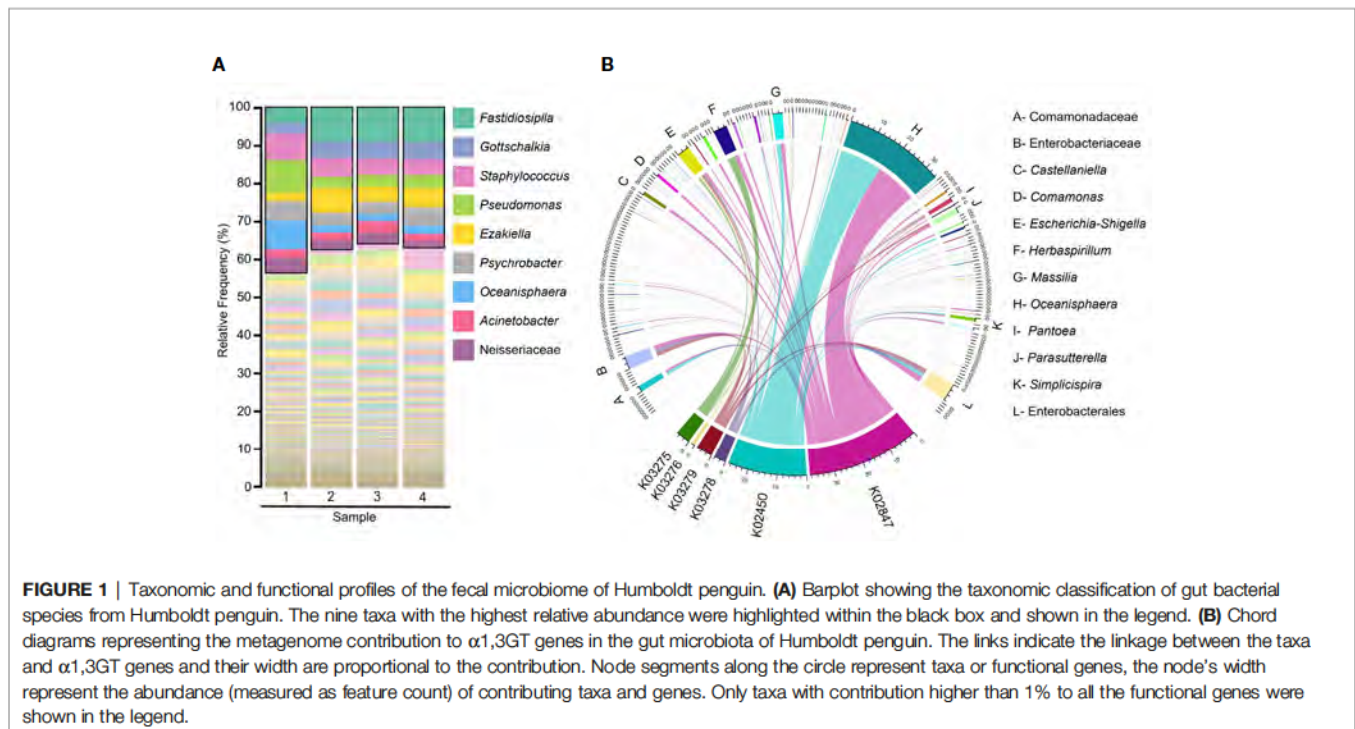 A
B
100
90
80
70
60
50
40
30
20
10
0
Relative Frequency (%)
1 2 3 4
Sample
Fastidiosipila
Gottschalkia
Staphylococcus
Pseudomonas
Ezakiella
Psychrobacter
Oceanisphaera
Acinetobacter
Neisseriaceae
A
B
C
D
E
F
G
H
I
J
K
L
K03275
K03276
K03279
K03278
K02450
K02847
A- Comamonadaceae
B- Enterobacteriaceae
C- Castellaniella
D- Comamonas
E- Escherichia-Shigella
F- Herbaspirillum
G- Massilia
H- Oceanisphaera
I- Pantoea
J- Parasutterella
K- Simplicispira
L- Enterobacterales
FIGURE 1 | Taxonomic and functional profiles of the fecal microbiome of Humboldt penguin. (A) Barplot showing the taxonomic classification of gut bacterial
species from Humboldt penguin. The nine taxa with the highest relative abundance were highlighted within the black box and shown in the legend. (B) Chord
diagrams representing the metagenome contribution to α1,3GT genes in the gut microbiota of Humboldt penguin. The links indicate the linkage between the taxa
and α1,3GT genes and their width are proportional to the contribution. Node segments along the circle represent taxa or functional genes, the node's width
represent the abundance (measured as feature count) of contributing taxa and genes. Only taxa with contribution higher than 1% to all the functional genes were
shown in the legend.